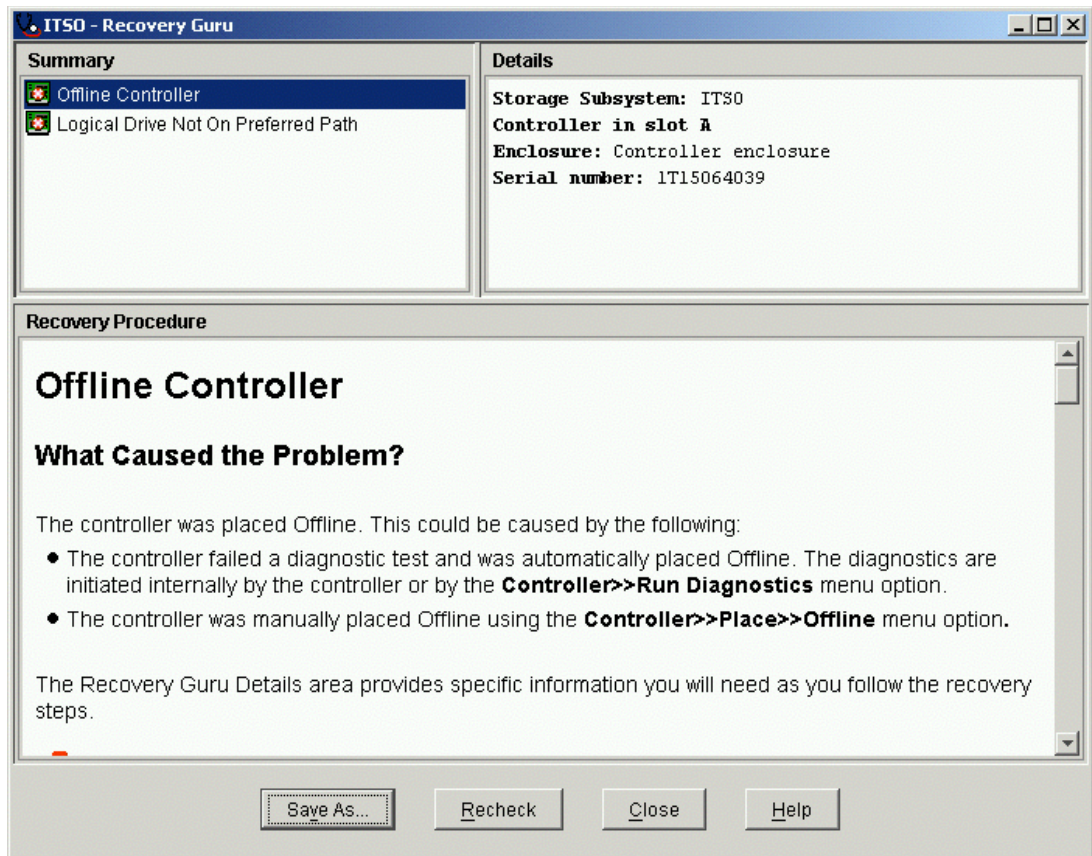 ITSO - Recovery Guru
Summary
Offline Controller
Logical Drive Not On Preferred Path
Details
Storage Subsystem: ITSO
Controller in slot A
Enclosure: Controller enclosure
Serial number: 1T15064039
Recovery Procedure
Offline Controller
What Caused the Problem?
The controller was placed Offline. This could be caused by the following:
● The controller failed a diagnostic test and was automatically placed Offline. The diagnostics are
initiated internally by the controller or by the Controller>>Run Diagnostics menu option.
● The controller was manually placed Offline using the Controller>>Place>>Offline menu option.
The Recovery Guru Details area provides specific information you will need as you follow the recovery
steps.
Save As... Recheck Close Help